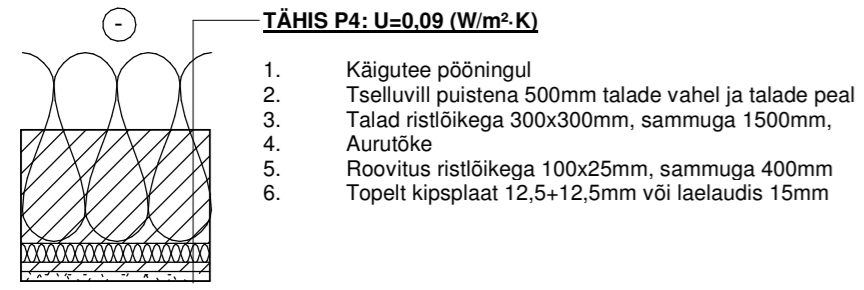 TÄHIS P4: U=0,09 (W/m²·K)
-
1. Käigutee pööningul
2. Tselluvill puistena 500mm talade vahel ja talade peal
3. Talad ristlõikega 300x300mm, sammuga 1500mm,
4. Aurutõke
5. Roovitus ristlõikega 100x25mm, sammuga 400mm
6. Topelt kipsplaat 12,5+12,5mm või laelaudis 15mm